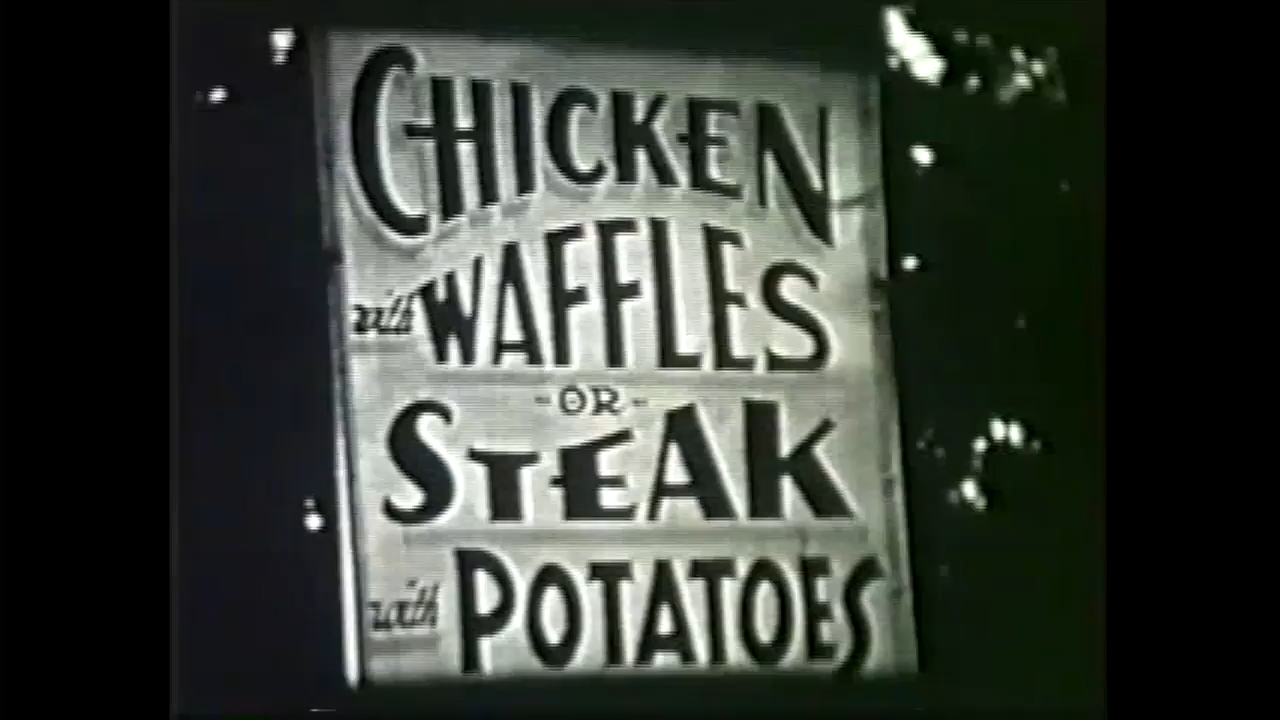 CHICKEN
with WAFFLES
-OR-
STEAK
with POTATOES